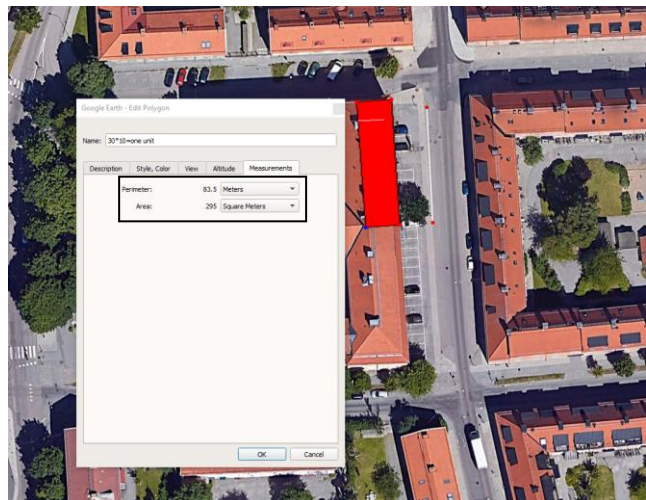 Google Earth - Edit Polygon
Name: 30*10=one unit
Description Style, Color View Altitude Measurements
Perimeter: 83.5 Meters
Area: 295 Square Meters
OK Cancel